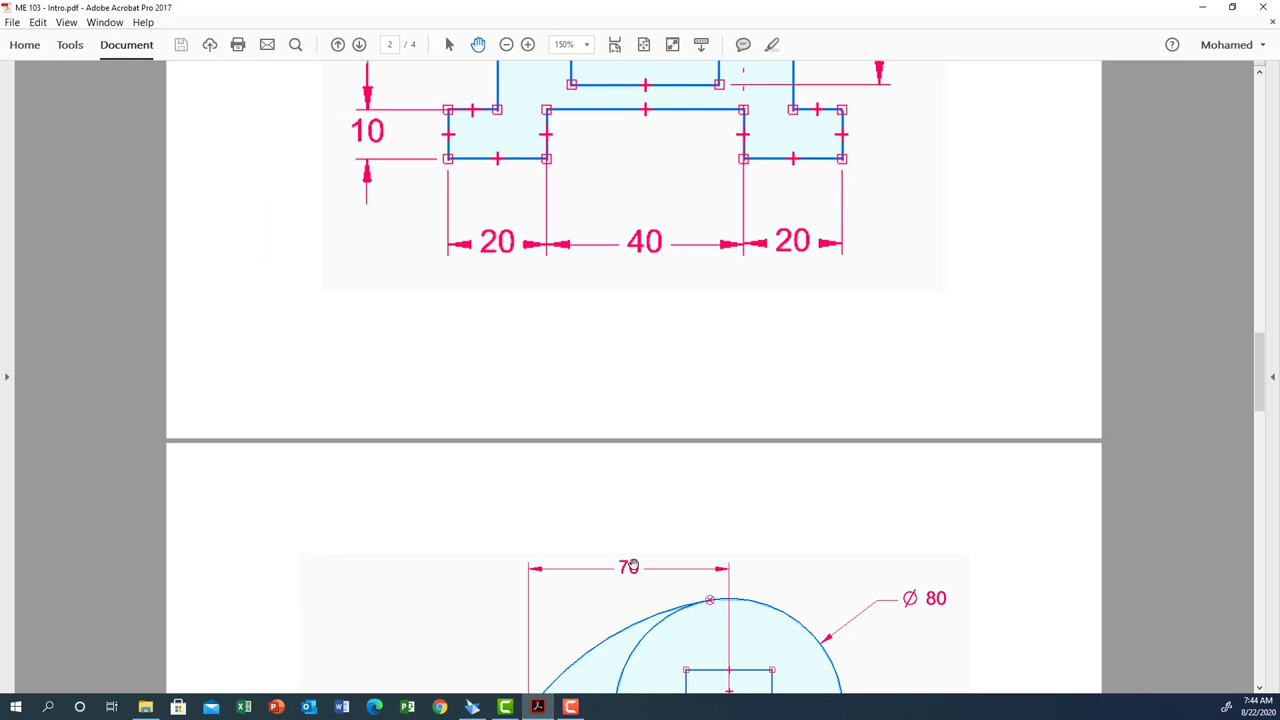 ME 103 - Intro.pdf - Adobe Acrobat Pro 2017
File Edit View Window Help
Home Tools Document 2 / 4 150% Mohamed
10
20 40 20
70
Ø 80
7:44 AM
8/22/2020